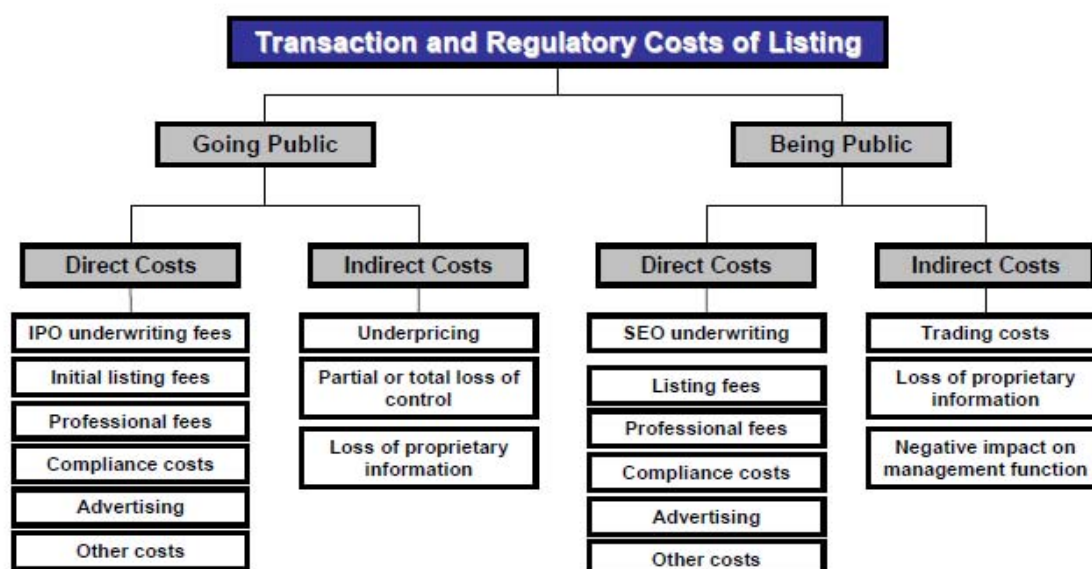 Transaction and Regulatory Costs of Listing
Going Public
Being Public
Direct Costs
Indirect Costs
Direct Costs
Indirect Costs
IPO underwriting fees
Initial listing fees
Professional fees
Compliance costs
Advertising
Other costs
Underpricing
Partial or total loss of
control
Loss of proprietary
information
SEO underwriting
Listing fees
Professional fees
Compliance costs
Advertising
Other costs
Trading costs
Loss of proprietary
information
Negative impact on
management function